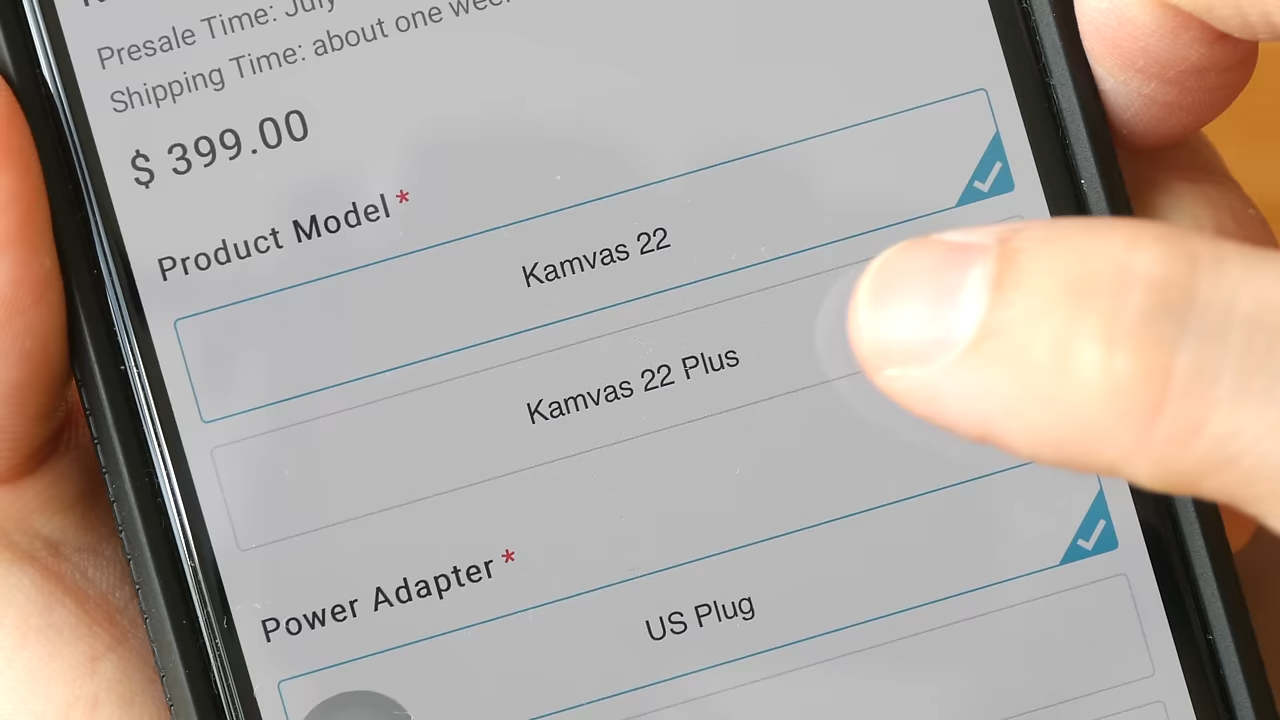 Presale Time: July
Shipping Time: about one week
$ 399.00
Product Model *
Kamvas 22
Kamvas 22 Plus
Power Adapter *
US Plug